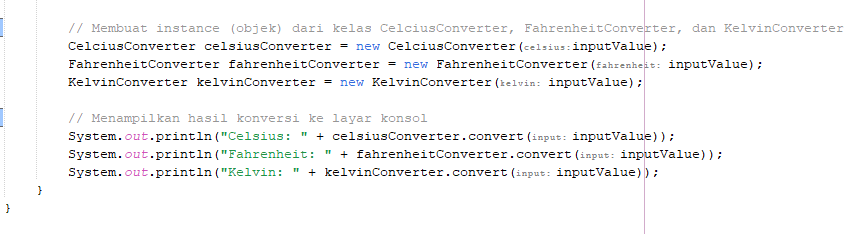 // Membuat instance (objek) dari kelas CelciusConverter, FahrenheitConverter, dan KelvinConverter
CelciusConverter celsiusConverter = new CelciusConverter(celsius:inputValue);
FahrenheitConverter fahrenheitConverter = new FahrenheitConverter(fahrenheit: inputValue);
KelvinConverter kelvinConverter = new KelvinConverter(kelvin: inputValue);
// Menampilkan hasil konversi ke layar konsol
System.out.println("Celsius: " + celsiusConverter.convert(input: inputValue));
System.out.println("Fahrenheit: " + fahrenheitConverter.convert(input: inputValue));
System.out.println("Kelvin: " + kelvinConverter.convert(input: inputValue));
}
}